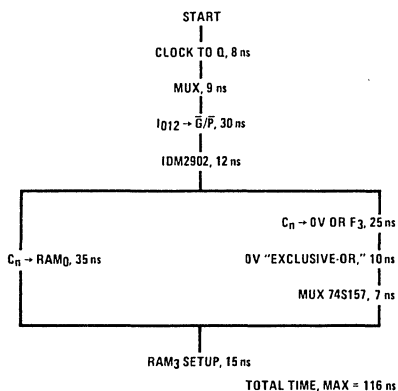 START
CLOCK TO Q, 8 ns
MUX, 9 ns
I012 → G̅/P̅, 30 ns
IDM2902, 12 ns
Cn → OV OR F3, 25 ns
Cn → RAM0, 35 ns
OV "EXCLUSIVE-OR," 10 ns
MUX 74S157, 7 ns
RAM3 SETUP, 15 ns
TOTAL TIME, MAX = 116 ns